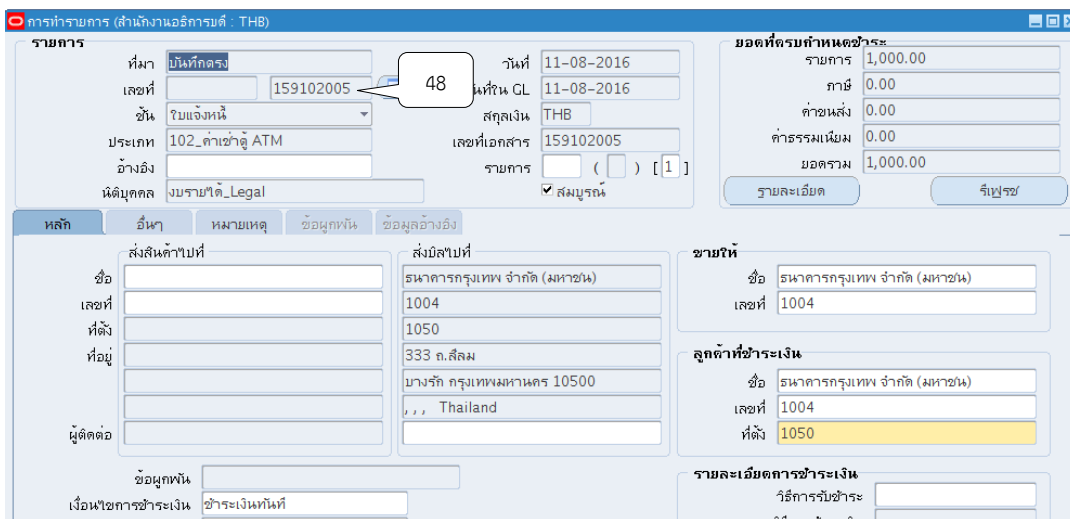 การทำรายการ (สำนักงานอธิการบดี : THB)
รายการ
ที่มา บันทึกตรง
วันที่ 11-08-2016
เลขที่ 159102005
48
นที่ใน GL 11-08-2016
ชั้น ใบแจ้งหนี้
สกุลเงิน THB
ประเภท 102_ค่าเช่าตู้ ATM
เลขที่เอกสาร 159102005
อ้างอิง
รายการ ( ) [ 1 ]
นิติบุคคล งบรายได้_Legal
สมบูรณ์
ยอดที่ครบกำหนดชำระ
รายการ 1,000.00
ภาษี 0.00
ค่าขนส่ง 0.00
ค่าธรรมเนียม 0.00
ยอดรวม 1,000.00
รายละเอียด รีเฟรช
หลัก อื่นๆ หมายเหตุ ข้อผูกพัน ข้อมูลอ้างอิง
ส่งสินค้าไปที่
ส่งบิลไปที่
ชื่อ ธนาคารกรุงเทพ จำกัด (มหาชน)
เลขที่ 1004
ที่ตั้ง 1050
ที่อยู่ 333 ถ.สีลม
บางรัก กรุงเทพมหานคร 10500
, , , Thailand
ผู้ติดต่อ
ขายให้
ชื่อ ธนาคารกรุงเทพ จำกัด (มหาชน)
เลขที่ 1004
ลูกค้าที่ชำระเงิน
ชื่อ ธนาคารกรุงเทพ จำกัด (มหาชน)
เลขที่ 1004
ที่ตั้ง 1050
ข้อผูกพัน
เงื่อนไขการชำระเงิน ชำระเงินทันที
รายละเอียดการชำระเงิน
วิธีการรับชำระ